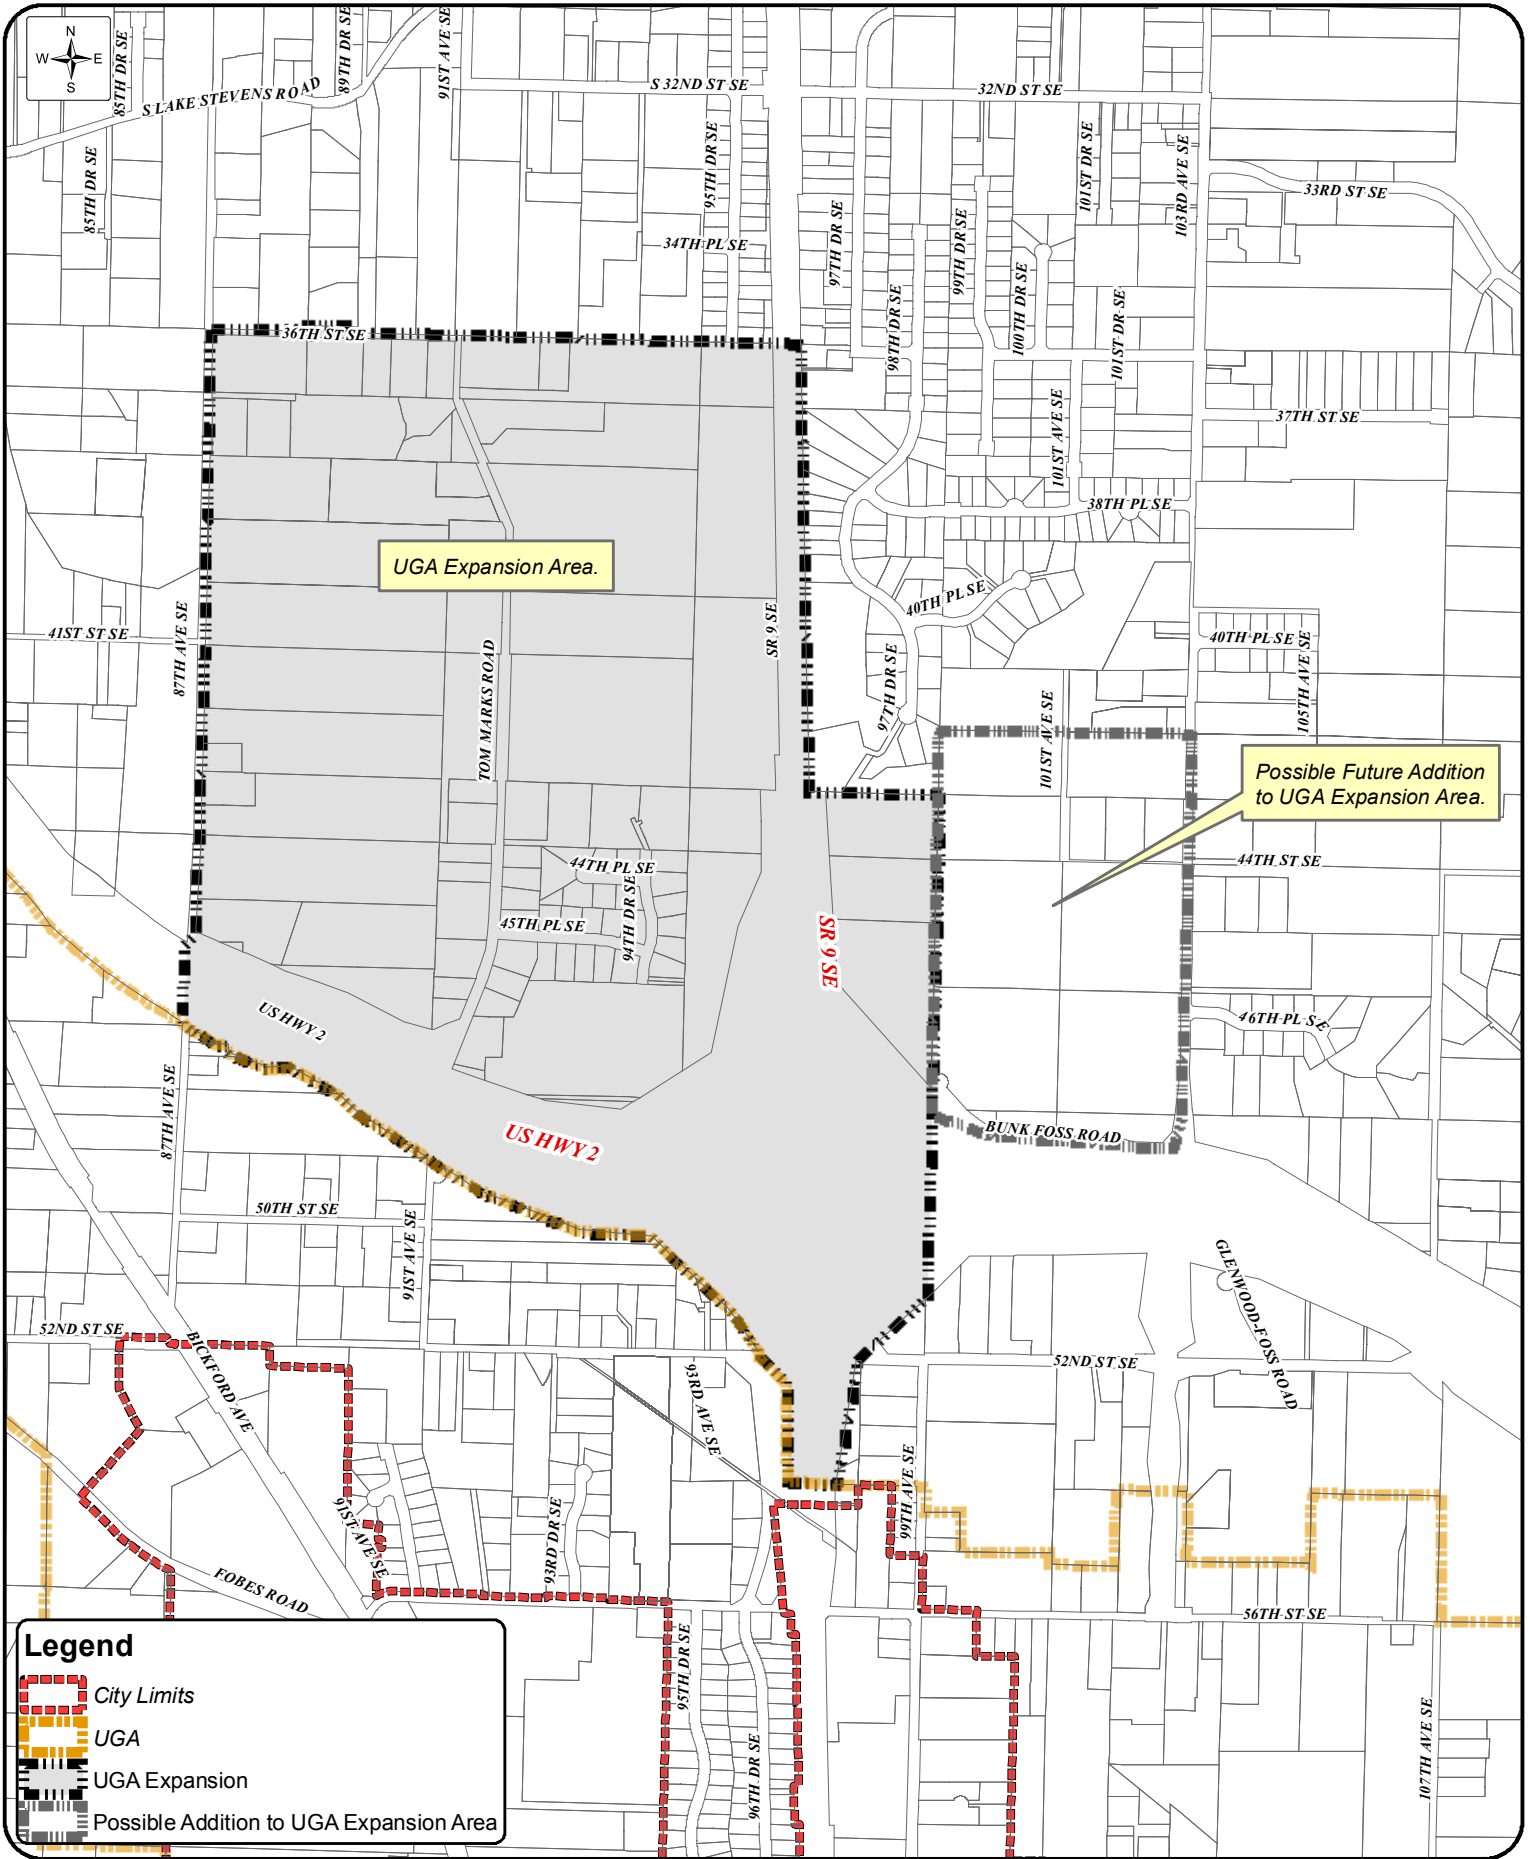 N
W E
S
85TH DR SE
89TH DR SE
91ST AVE SE
S LAKE STEVENS ROAD
S 32ND ST SE
32ND ST SE
85TH DR SE
95TH DR SE
101ST DR SE
103RD AVE SE
33RD ST SE
34TH PL SE
97TH DR SE
99TH DR SE
98TH DR SE
100TH DR SE
101ST DR SE
36TH ST SE
101ST AVE SE
37TH ST SE
38TH PL SE
UGA Expansion Area.
40TH PL SE
41ST ST SE
87TH AVE SE
TOM MARKS ROAD
SR 9 SE
97TH DR SE
40TH PL SE
105TH AVE SE
101ST AVE SE
Possible Future Addition
to UGA Expansion Area.
44TH PL SE
44TH ST SE
45TH PL SE
94TH DR SE
SR 9 SE
US HWY 2
46TH PL SE
87TH AVE SE
US HWY 2
BUNK FOSS ROAD
50TH ST SE
91ST AVE SE
GLENWOOD-FOSS ROAD
52ND ST SE
BICKFORD AVE
93RD AVE SE
52ND ST SE
91ST AVE SE
93RD DR SE
99TH AVE SE
FOBES ROAD
56TH ST SE
95TH DR SE
96TH DR SE
107TH AVE SE
Legend
City Limits
UGA
UGA Expansion
Possible Addition to UGA Expansion Area